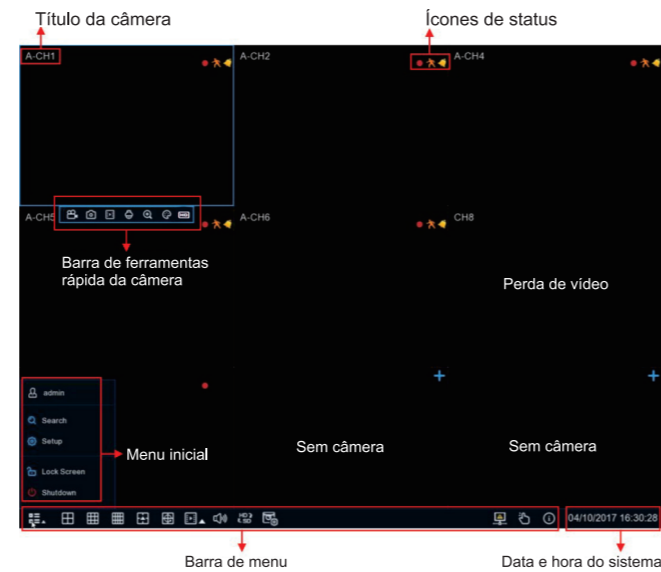 Título da câmera
Ícones de status
A-CH1
A-CH2
A-CH4
A-CH5
A-CH6
CH8
Barra de ferramentas
rápida da câmera
Perda de vídeo
admin
Search
Setup
Lock Screen
Shutdown
Menu inicial
Sem câmera
Sem câmera
04/10/2017 16:30:28
Barra de menu
Data e hora do sistema